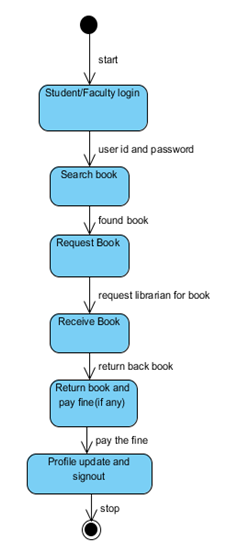 start
Student/Faculty login
user id and password
Search book
found book
Request Book
request librarian for book
Receive Book
return back book
Return book and
pay fine(if any)
pay the fine
Profile update and
signout
stop